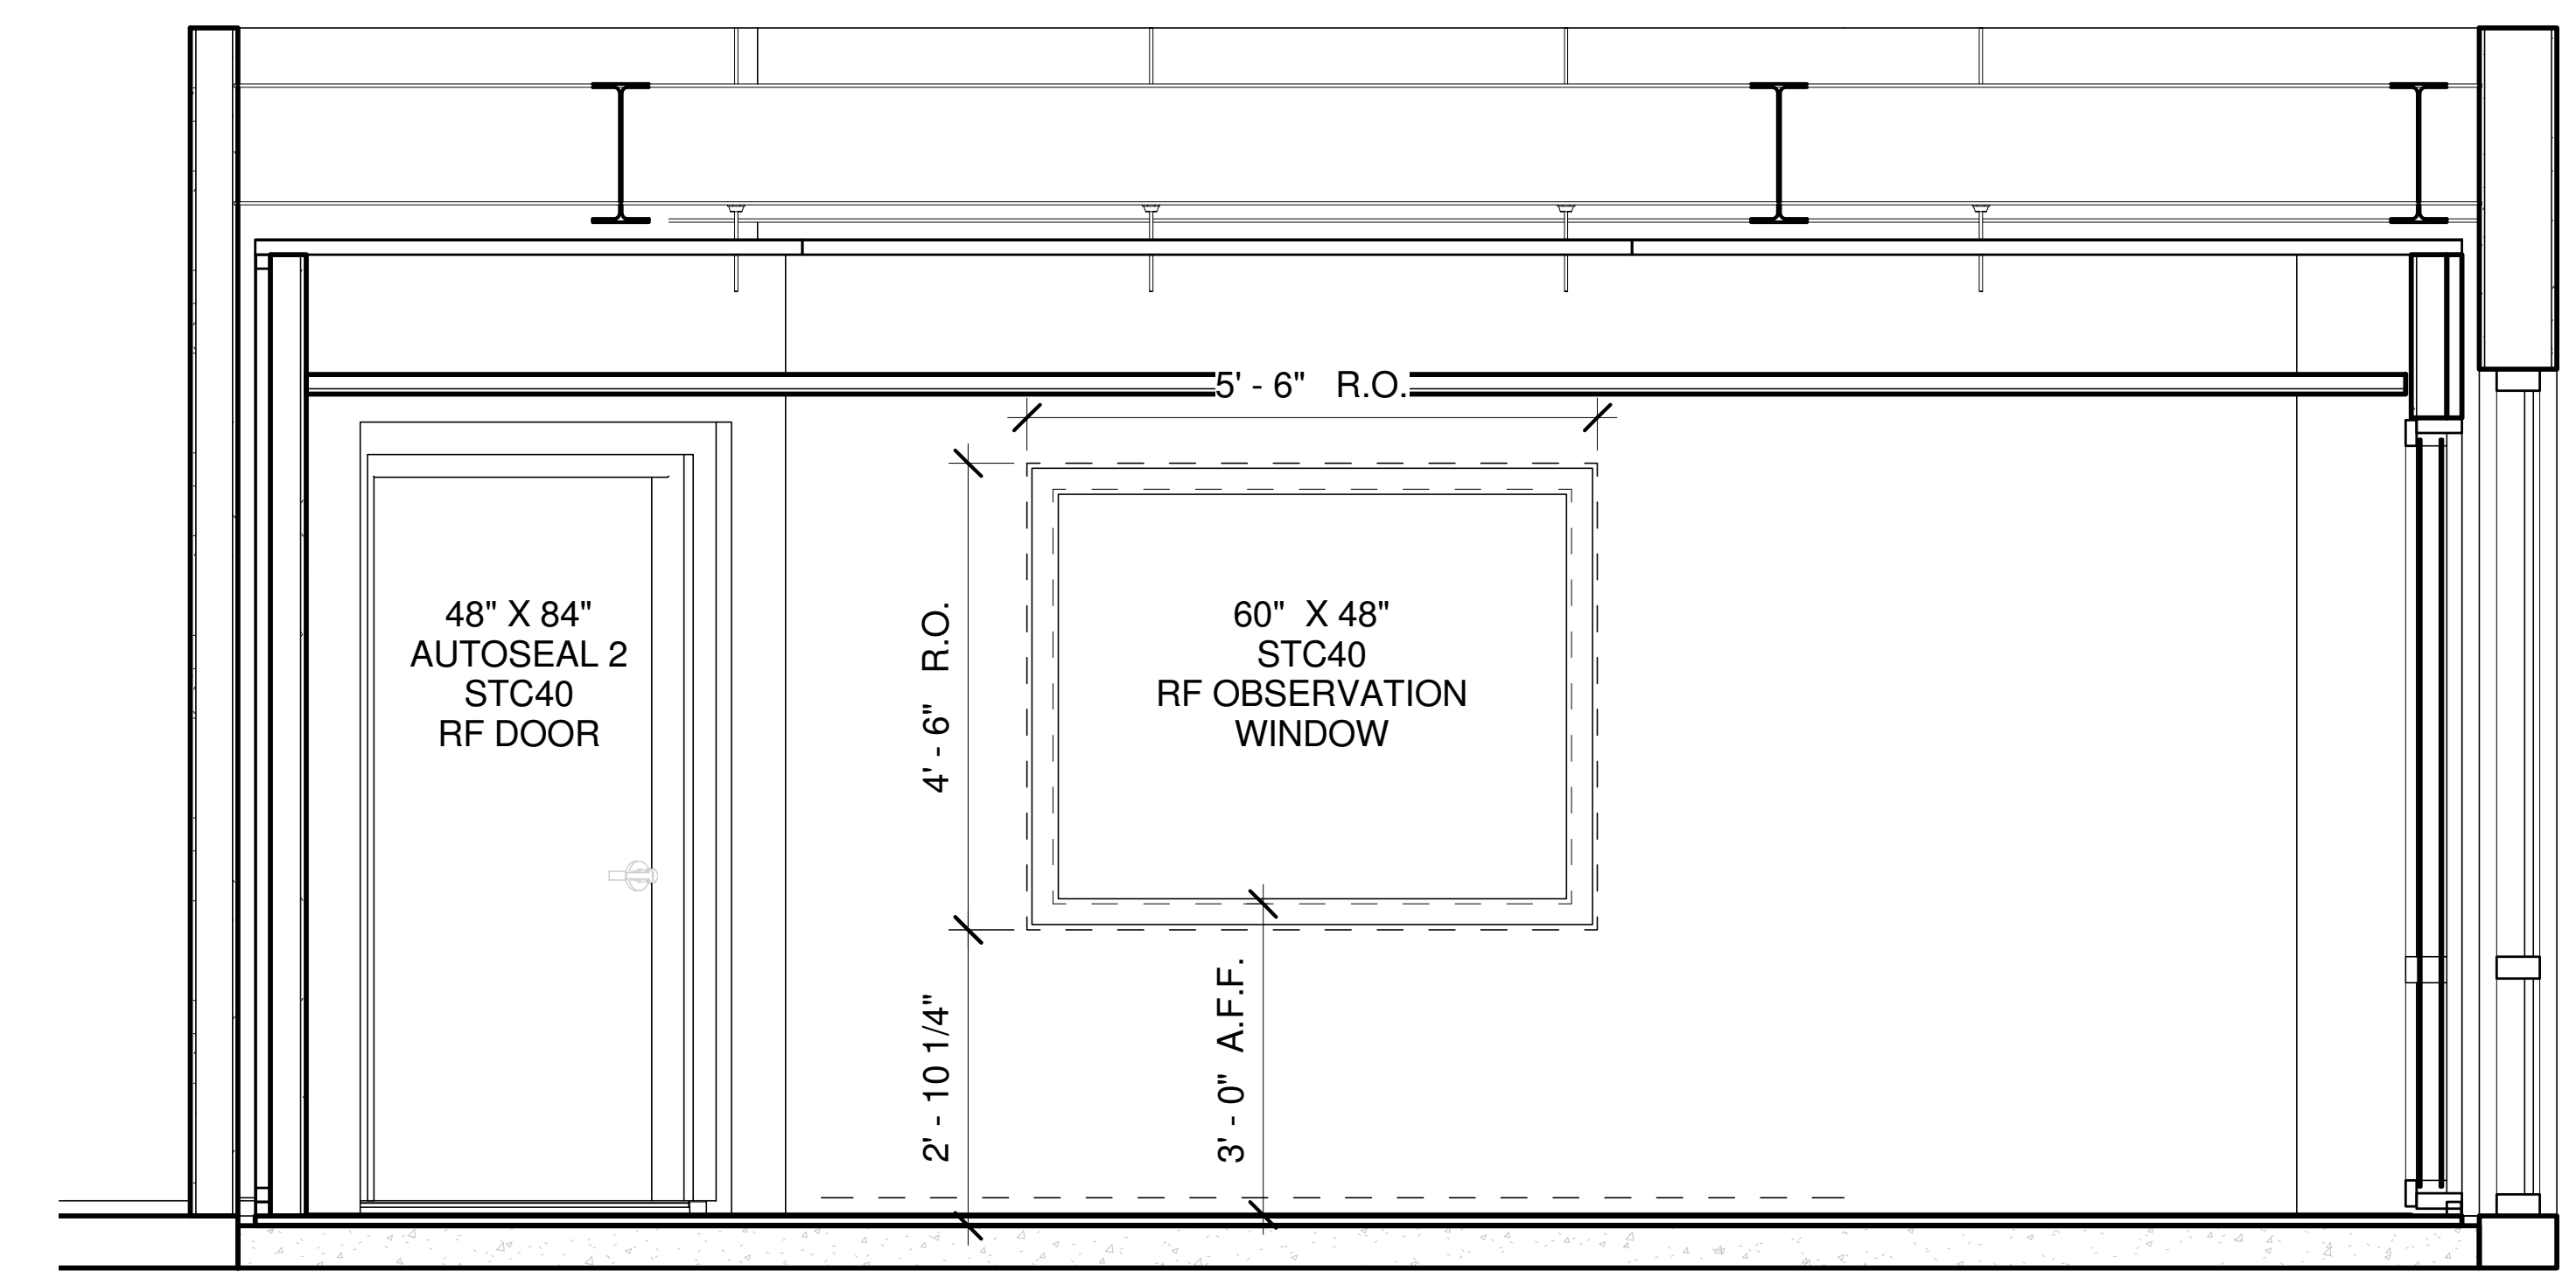 5' - 6" R.O.
48" X 84"
AUTOSEAL 2
STC40
RF DOOR
4' - 6" R.O.
60" X 48"
STC40
RF OBSERVATION
WINDOW
2' - 10 1/4"
3' - 0" A.F.F.